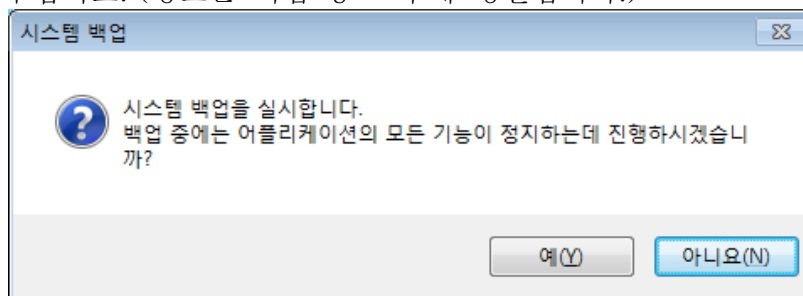 시스템 백업
시스템 백업을 실시합니다.
백업 중에는 어플리케이션의 모든 기능이 정지하는데 진행하시겠습니
까?
예(Y)
아니요(N)